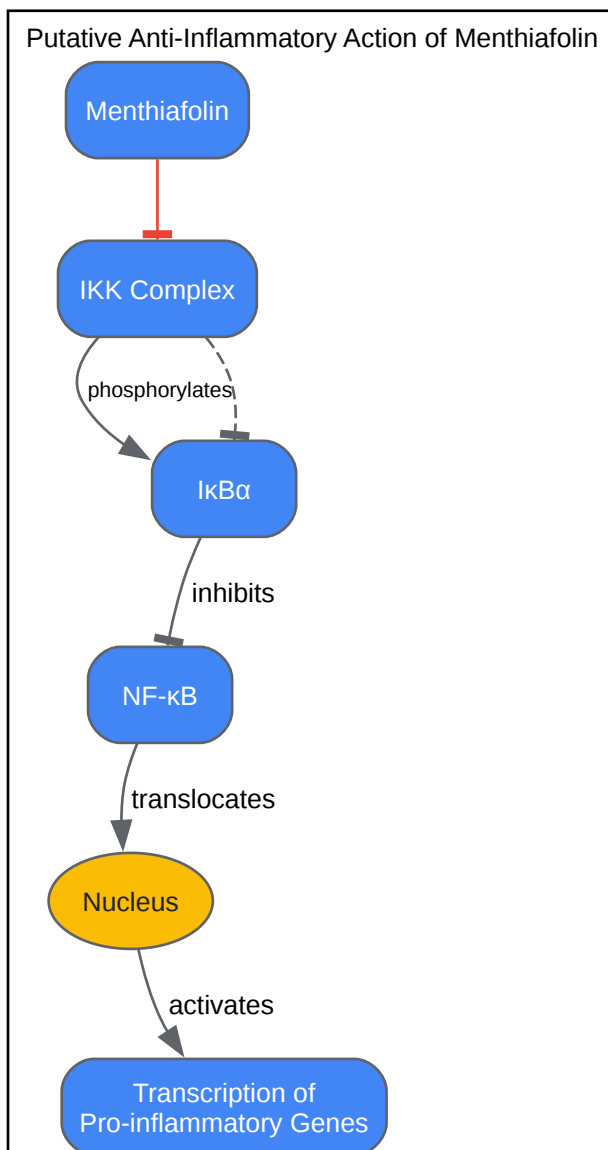 Putative Anti-Inflammatory Action of Menthiafolin
Menthiafolin
IKK Complex
phosphorylates
IκBα
inhibits
NF-κB
translocates
Nucleus
activates
Transcription of
Pro-inflammatory Genes